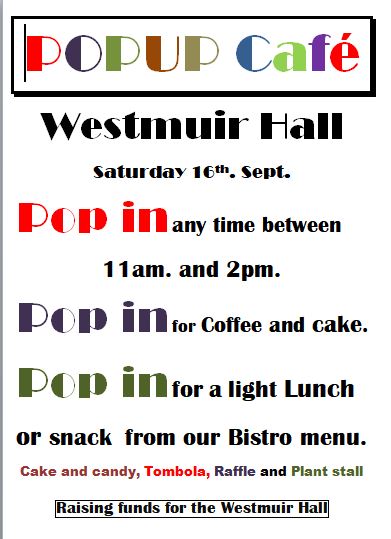 POPUP Café
Westmuir Hall
Saturday 16th. Sept.
Pop in any time between
11am. and 2pm.
Pop in for Coffee and cake.
Pop in for a light Lunch
or snack from our Bistro menu.
Cake and candy, Tombola, Raffle and Plant stall
Raising funds for the Westmuir Hall